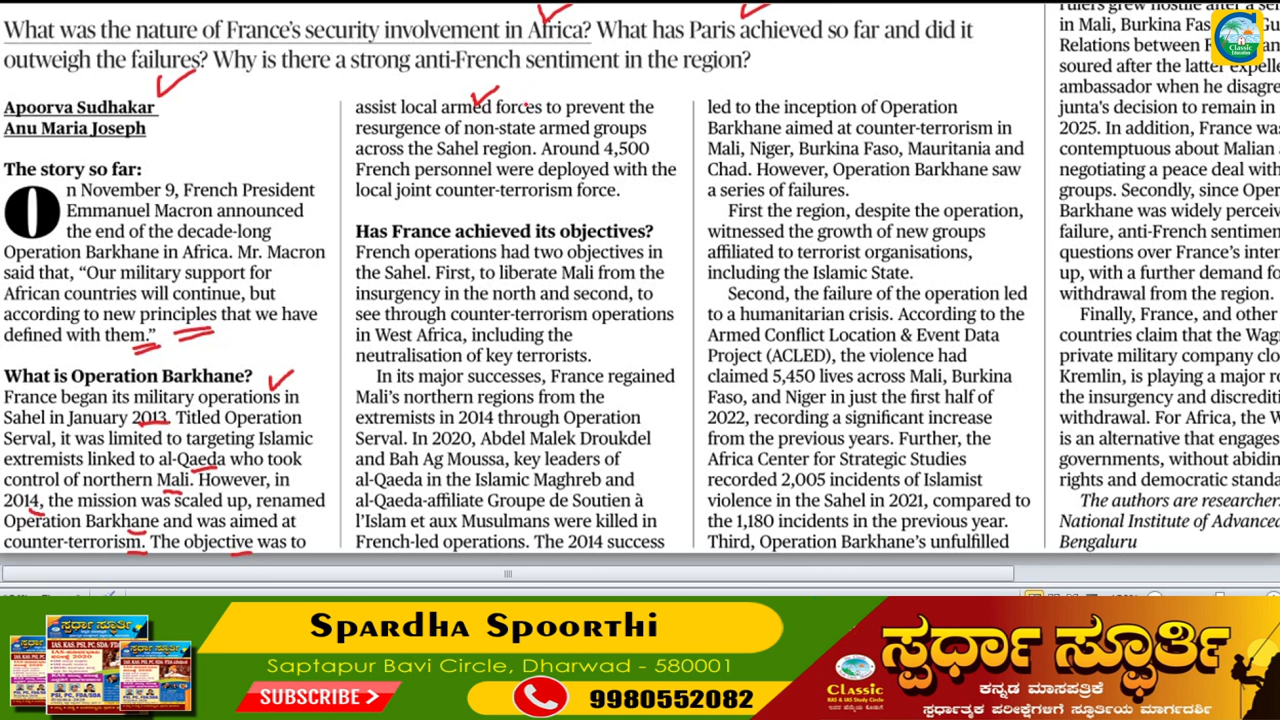 What was the nature of France's security involvement in Africa? What has Paris achieved so far and did it
outweigh the failures? Why is there a strong anti-French sentiment in the region?
Apoorva Sudhakar
Anu Maria Joseph
The story so far:
On November 9, French President
Emmanuel Macron announced
the end of the decade-long
Operation Barkhane in Africa. Mr. Macron
said that, “Our military support for
African countries will continue, but
according to new principles that we have
defined with them.”
What is Operation Barkhane?
France began its military operations in
Sahel in January 2013. Titled Operation
Serval, it was limited to targeting Islamic
extremists linked to al-Qaeda who took
control of northern Mali. However, in
2014, the mission was scaled up, renamed
Operation Barkhane and was aimed at
counter-terrorism. The objective was to
assist local armed forces to prevent the
resurgence of non-state armed groups
across the Sahel region. Around 4,500
French personnel were deployed with the
local joint counter-terrorism force.
Has France achieved its objectives?
French operations had two objectives in
the Sahel. First, to liberate Mali from the
insurgency in the north and second, to
see through counter-terrorism operations
in West Africa, including the
neutralisation of key terrorists.
In its major successes, France regained
Mali's northern regions from the
extremists in 2014 through Operation
Serval. In 2020, Abdel Malek Droukdel
and Bah Ag Moussa, key leaders of
al-Qaeda in the Islamic Maghreb and
al-Qaeda-affiliate Groupe de Soutien à
l'Islam et aux Musulmans were killed in
French-led operations. The 2014 success
led to the inception of Operation
Barkhane aimed at counter-terrorism in
Mali, Niger, Burkina Faso, Mauritania and
Chad. However, Operation Barkhane saw
a series of failures.
First the region, despite the operation,
witnessed the growth of new groups
affiliated to terrorist organisations,
including the Islamic State.
Second, the failure of the operation led
to a humanitarian crisis. According to the
Armed Conflict Location & Event Data
Project (ACLED), the violence had
claimed 5,450 lives across Mali, Burkina
Faso, and Niger in just the first half of
2022, recording a significant increase
from the previous years. Further, the
Africa Center for Strategic Studies
recorded 2,005 incidents of Islamist
violence in the Sahel in 2021, compared to
the 1,180 incidents in the previous year.
Third, Operation Barkhane's unfulfilled
in Mali, Burkina Fas
Relations between
soured after the latter expelle
ambassador when he disagre
junta's decision to remain in
2025. In addition, France was
contemptuous about Malian
negotiating a peace deal with
groups. Secondly, since Oper
Barkhane was widely perceiv
failure, anti-French sentimen
questions over France's inter
up, with a further demand fo
withdrawal from the region.
Finally, France, and other
countries claim that the Wag
private military company clo
Kremlin, is playing a major ro
the insurgency and discrediti
withdrawal. For Africa, the W
is an alternative that engages
governments, without abidin
rights and democratic standa
The authors are researcher
National Institute of Advanced
Bengaluru
Classic
Education
Spardha Spoorthi
Saptapur Bavi Circle, Dharwad - 580001
SUBSCRIBE
9980552082
Classic
IAS & KAS Study Circle
ಸ್ಪರ್ಧಾ ಸ್ಫೂರ್ತಿ
ಕನ್ನಡ ಮಾಸಪತ್ರಿಕೆ
ಸ್ಪರ್ಧಾತ್ಮಕ ಪರೀಕ್ಷೆಗಳಿಗೆ ಸ್ಫೂರ್ತಿಯ ಮಾರ್ಗದರ್ಶಿ